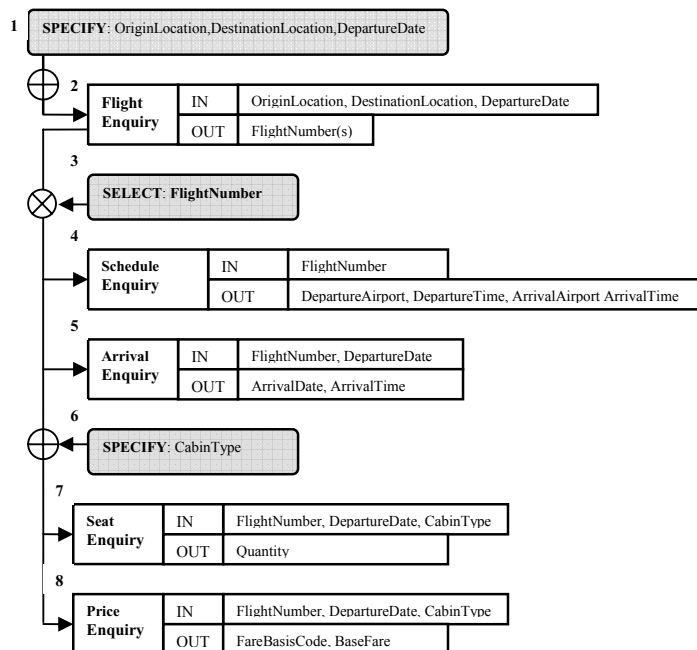 1
SPECIFY: OriginLocation,DestinationLocation,DepartureDate
2
Flight Enquiry
IN OriginLocation, DestinationLocation, DepartureDate
OUT FlightNumber(s)
3
SELECT: FlightNumber
4
Schedule Enquiry
IN FlightNumber
OUT DepartureAirport, DepartureTime, ArrivalAirport ArrivalTime
5
Arrival Enquiry
IN FlightNumber, DepartureDate
OUT ArrivalDate, ArrivalTime
6
SPECIFY: CabinType
7
Seat Enquiry
IN FlightNumber, DepartureDate, CabinType
OUT Quantity
8
Price Enquiry
IN FlightNumber, DepartureDate, CabinType
OUT FareBasisCode, BaseFare